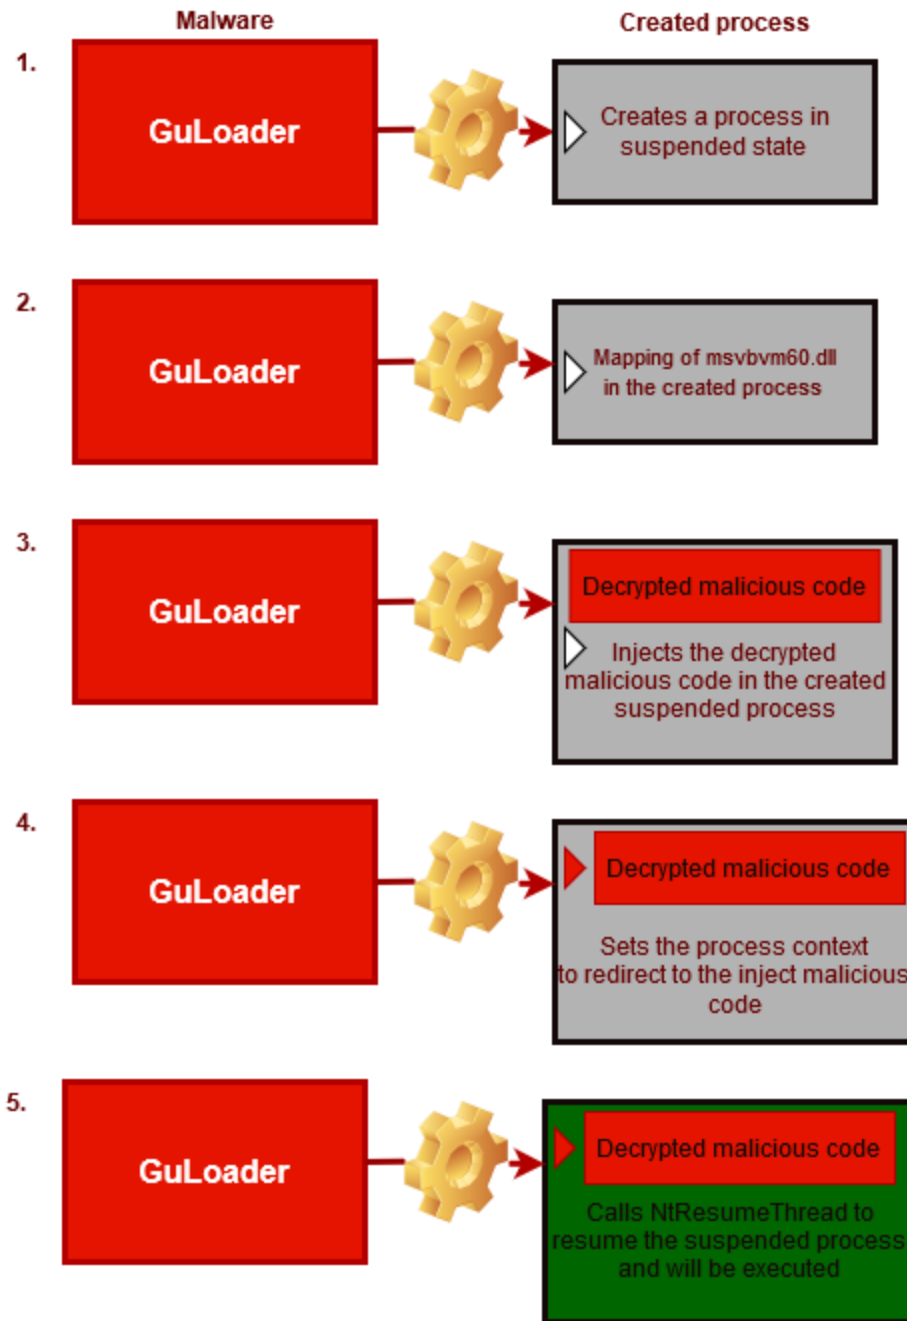 Malware
Created process
1.
GuLoader
Creates a process in
suspended state
2.
GuLoader
Mapping of msvbvm60.dll
in the created process
3.
GuLoader
Decrypted malicious code
Injects the decrypted
malicious code in the created
suspended process
4.
GuLoader
Decrypted malicious code
Sets the process context
to redirect to the inject malicious
code
5.
GuLoader
Decrypted malicious code
Calls NtResumeThread to
resume the suspended process
and will be executed